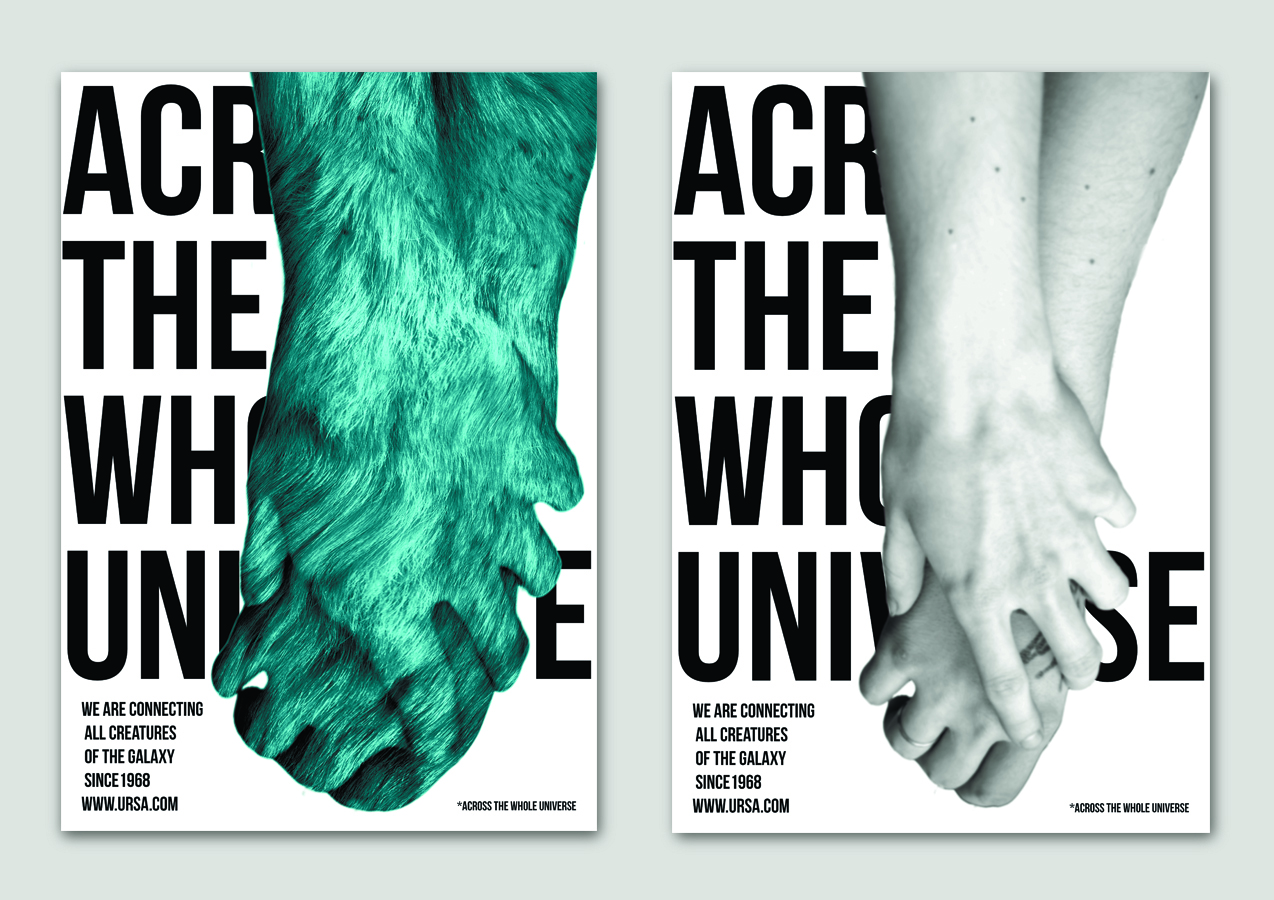 ACR
THE
WHO
UNI E
WE ARE CONNECTING
ALL CREATURES
OF THE GALAXY
SINCE 1968
WWW.URSA.COM
*ACROSS THE WHOLE UNIVERSE
ACR
THE
WHO
UNIV SE
WE ARE CONNECTING
ALL CREATURES
OF THE GALAXY
SINCE 1968
WWW.URSA.COM
*ACROSS THE WHOLE UNIVERSE